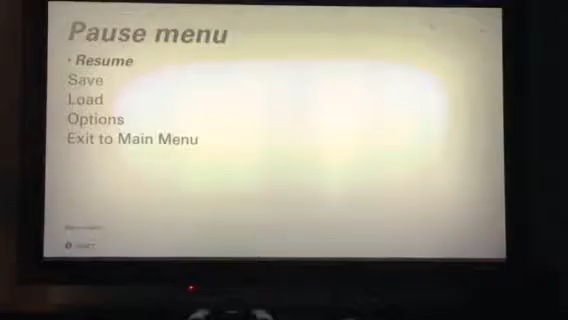 Pause menu
· Resume
Save
Load
Options
Exit to Main Menu